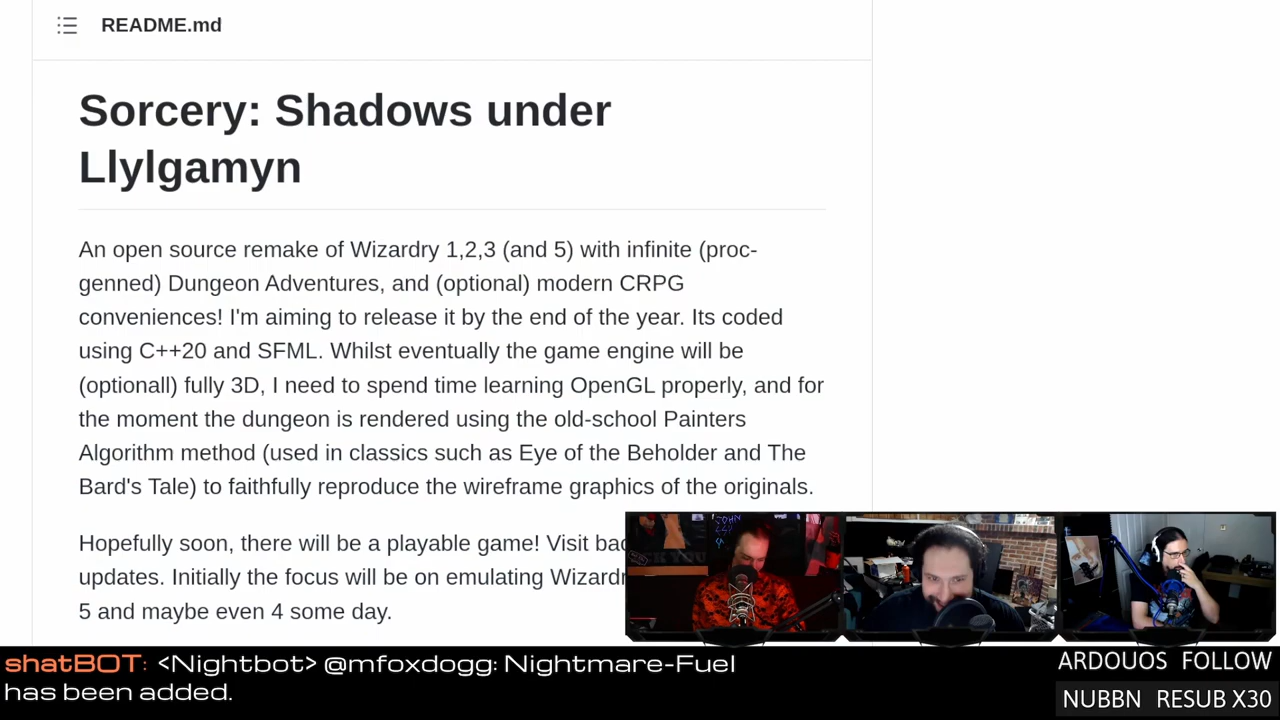 README.md
Sorcery: Shadows under
Llylgamyn
An open source remake of Wizardry 1,2,3 (and 5) with infinite (proc-
genned) Dungeon Adventures, and (optional) modern CRPG
conveniences! I'm aiming to release it by the end of the year. Its coded
using C++20 and SFML. Whilst eventually the game engine will be
(optionall) fully 3D, I need to spend time learning OpenGL properly, and for
the moment the dungeon is rendered using the old-school Painters
Algorithm method (used in classics such as Eye of the Beholder and The
Bard's Tale) to faithfully reproduce the wireframe graphics of the originals.
Hopefully soon, there will be a playable game! Visit
updates. Initially the focus will be on emulating
5 and maybe even 4 some day.
shatBOT: <Nightbot> @mfoxdogg: Nightmare-Fuel
has been added.
ARDOUOS FOLLOW
NUBBN RESUB X30